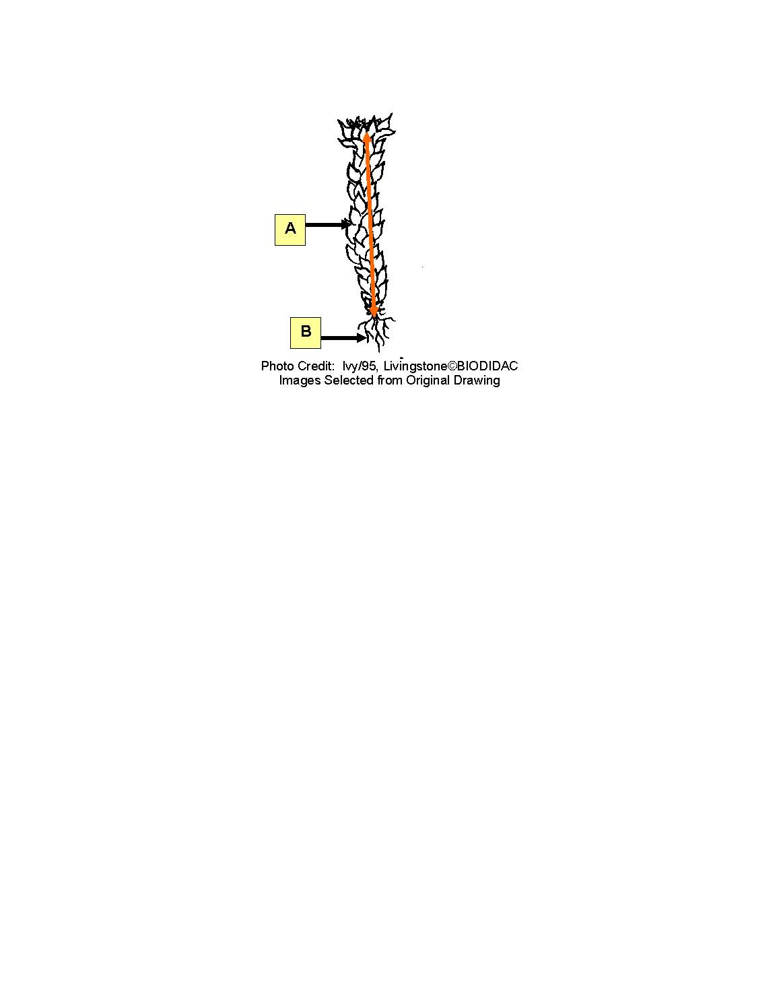 A
B
Photo Credit:  Ivy/95, Livingstone©BIODIDAC
Images Selected from Original Drawing